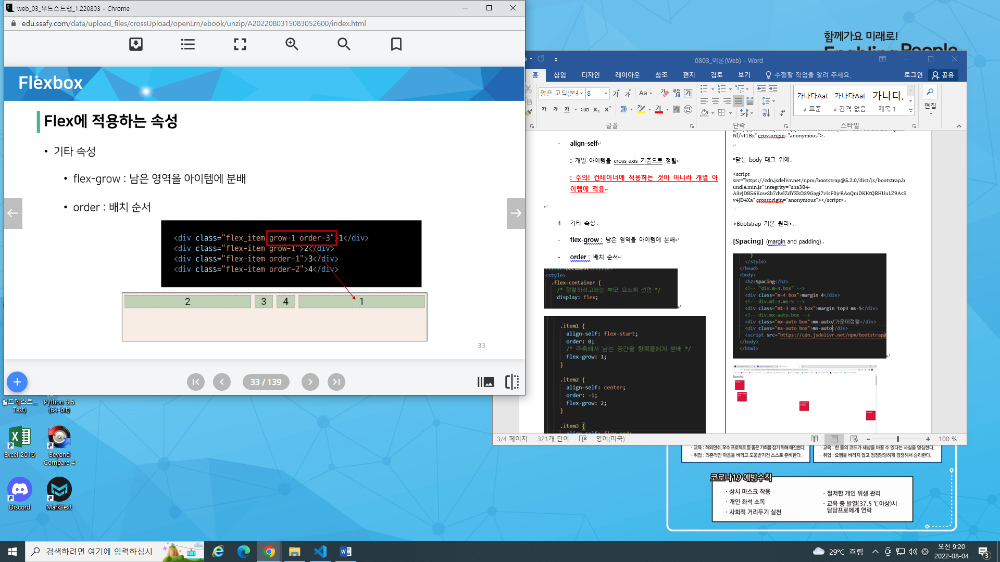 web_03_부트스트랩_1.220803 - Chrome
edu.ssafy.com/data/upload_files/crossUpload/openLrn/ebook/unzip/A2022080315083052600/index.html
Flexbox
Flex에 적용하는 속성
• 기타 속성
• flex-grow : 남은 영역을 아이템에 분배
• order : 배치 순서
<div class="flex_item grow-1 order-3">1</div>
<div class="flex-item grow-1">2</div>
<div class="flex-item order-1">3</div>
<div class="flex-item order-2">4</div>
2 3 4 1
33
33 / 139
함께가요 미래로!
Enabling People
0803_이론(Web) - Word
홈 삽입 디자인 레이아웃 참조 편지 검토 보기 수행할 작업을 알려 주세요. 로그인 공유
맑은 고딕(본문 8
가나다AaE 가나다AaE 가나다
표준 간격 없음 제목 1
편집
글꼴 단락 스타일
- align-self
: 개별 아이템을 cross axis 기준으로 정렬
: 주의! 컨테이너에 적용하는 것이 아니라 개별 아
이템에 적용
4. 기타 속성
- flex-grow : 남은 영역을 아이템에 분배
- order : 배치 순서
<title>Document</title>
<style>
.flex-container {
/* 정렬하려고하는 부모 요소에 선언 */
display: flex;
.item1 {
align-self: flex-start;
order: 0;
/* 주축에서 남는 공간을 항목들에게 분배 */
flex-grow: 1;
}
.item2 {
align-self: center;
order: -1;
flex-grow: 2;
}
.item3 {
align-self: flex-end;
Nl/vI1Bx" crossorigin="anonymous">
*닫는 body 태그 위에
<script
src="https://cdn.jsdelivr.net/npm/bootstrap@5.2.0/dist/js/bootstrap.b
undle.min.js" integrity="sha384-
A3rJD856KowSb7dwlZdYEkO39Gagi7vIsF0jrRAoQmDKKtQBHUuLZ9AsS
v4jD4Xa" crossorigin="anonymous"></script>
<Bootstrap 기본 원리>
[Spacing] (margin and padding)
}
</style>
</head>
<body>
<h2>Spacing</h2>
<!-- "div.m-4.box" -->
<div class="m-4 box">margin 4</div>
<!-- div.mt-3.ms-5 -->
<div class="mt-3 ms-5 box">margin top3 ms-5</div>
<!-- div.mx-auto.box -->
<div class="mx-auto box">mx-auto/가운데정렬</div>
<div class="ms-auto box">ms-auto</div>
<script src="https://cdn.jsdelivr.net/npm/bootstrap@
</body>
</html>
Spacing
3/4 페이지 321개 단어 영어(미국) 100 %
· 교육 : 해외연수, 우수 프로젝트 등 좋은 기회를 잡기 위해 매진한다.
· 취업 : 의존적인 마음을 버리고 도움받기전 스스로 준비한다.
· 교육 : 한 줄의 코드가 세상을 바꿀 수 있다는 사실을 명심한다.
· 취업 : 요행을 바라지 않고 정정당당하게 경쟁해서 승리한다.
코로나19 예방수칙
· 상시 마스크 착용
· 개인 좌석 소독
· 사회적 거리두기 실천
· 철저한 개인 위생 관리
· 교육 중 발열(37.5 ℃이상)시
담당프로에게 연락
빌드테스트...
Test)
Python 3.5
(64-bit)
Excel 2016
Beyond
Compare 4
Discord
MarkText
검색하려면 여기에 입력하십시
29°C 흐림
오전 9:20
2022-08-04
3